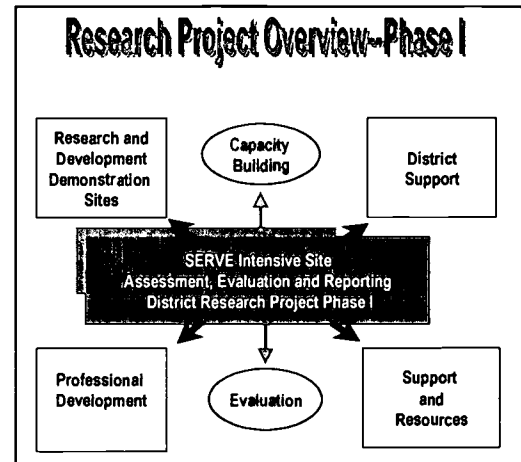 Research Project Overview--Phase I
Research and
Development
Demonstration
Sites
Capacity
Building
District
Support
SERVE Intensive Site
Assessment, Evaluation and Reporting
District Research Project Phase I
Professional
Development
Evaluation
Support
and
Resources